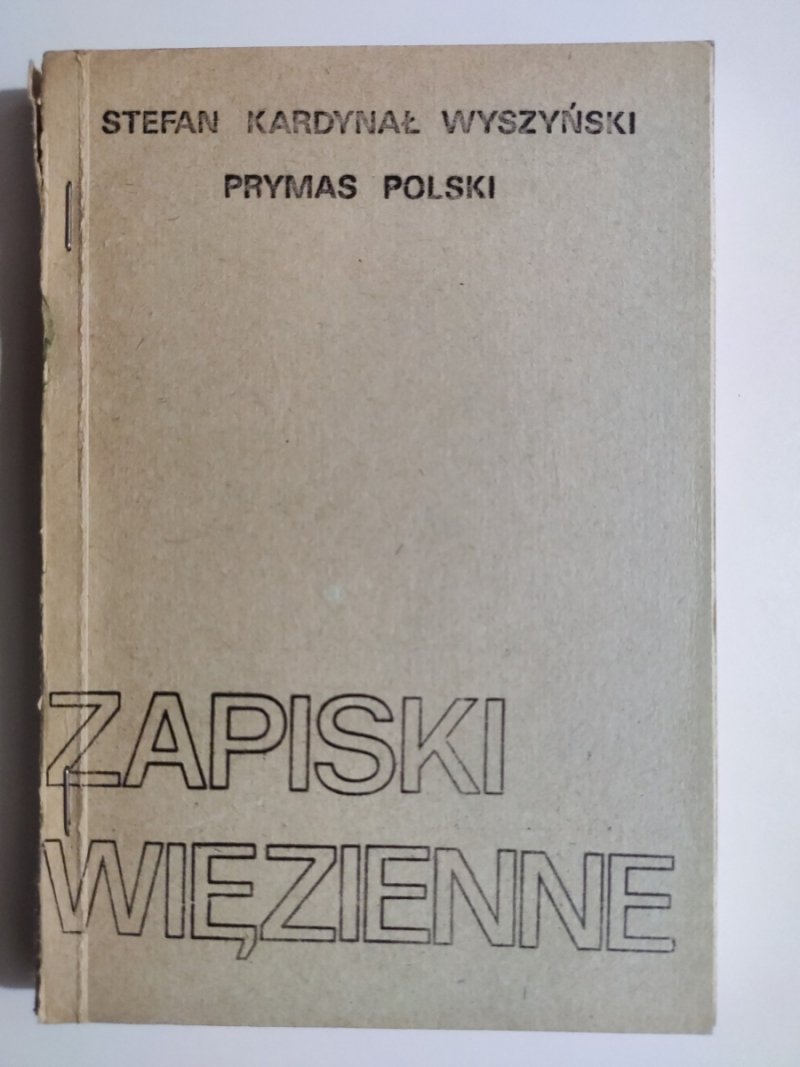 STEFAN KARDYNAŁ WYSZYŃSKI
PRYMAS POLSKI
ZAPISKI
WIĘZIENNE